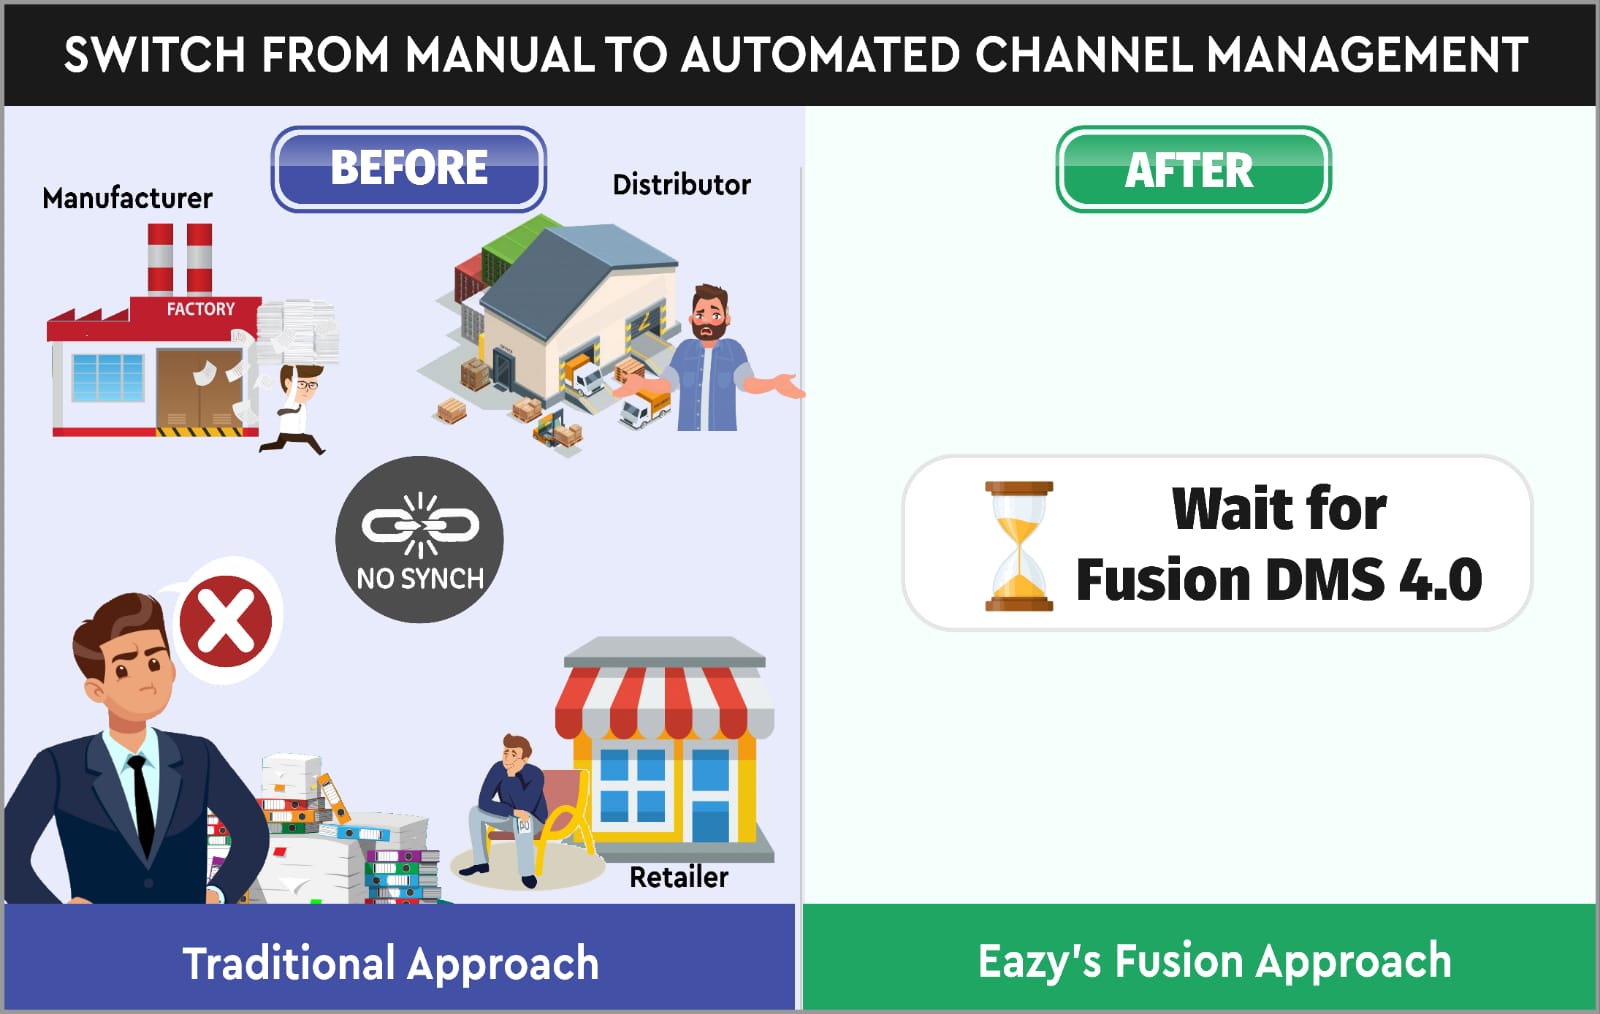 SWITCH FROM MANUAL TO AUTOMATED CHANNEL MANAGEMENT
BEFORE
Manufacturer
Distributor
FACTORY
NO SYNCH
Retailer
Traditional Approach
AFTER
Wait for
Fusion DMS 4.0
Eazy's Fusion Approach